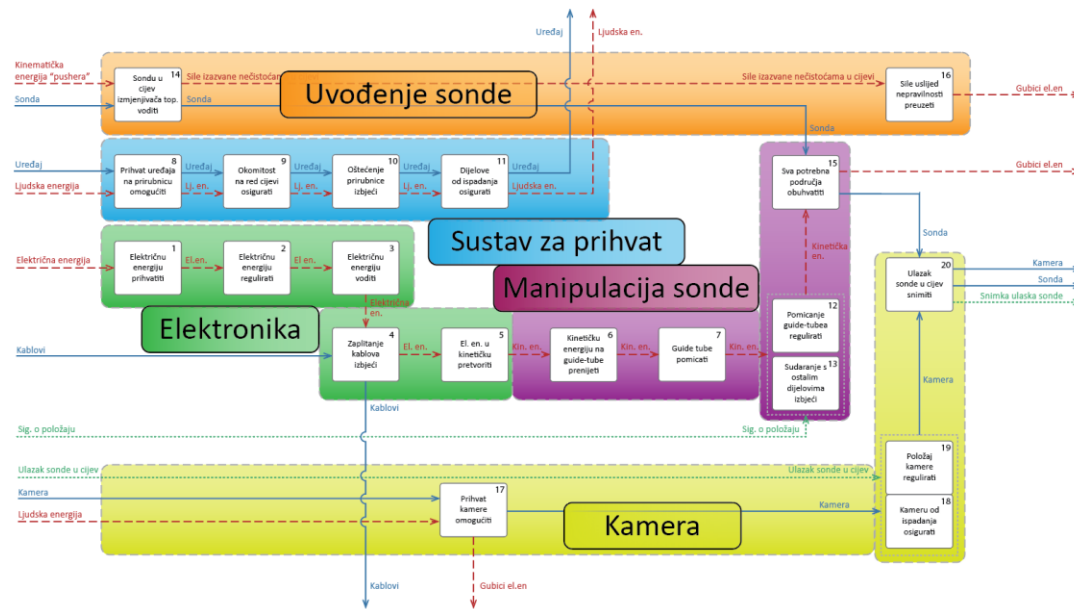 Uređaj
Ljudska en.
Kinematička
energija "pushera"
14
Sondu u
cijev
izmjenjivača top.
voditi
Sile izazvane nečistoćam
Sile izazvane nečistoćama u cijevi
16
Sile uslijed
nepravilnosti
preuzeti
Gubici el.en
Sonda
Sonda
Uvođenje sonde
Sonda
Uređaj
Ljudska energija
8
Prihvat uređaja
na prirubnicu
omogućiti
Uređaj
Lj. en.
9
Okomitost
na red cijevi
osigurati
Uređaj
Lj. en.
10
Oštećenje
prirubnice
izbjeći
Uređaj
Lj. en.
11
Dijelove
od ispadanja
osigurati
Uređaj
Ljudska en.
15
Sva potrebna
područja
obuhvatiti
Gubici el.en
Sonda
Sustav za prihvat
Kinetička
en.
Električna energija
1
Električnu
energiju
prihvatiti
El.en.
2
Električnu
energiju
regulirati
El en.
3
Električnu
energiju
voditi
Električna
en.
Manipulacija sonde
20
Ulazak
sonde u cijev
snimiti
Kamera
Sonda
Snimka ulaska sonde
Elektronika
Kablovi
4
Zaplitanje
kablova
izbjeći
El. en.
5
El. en. u
kinetičku
pretvoriti
Kin. en.
6
Kinetičku
energiju na
guide-tube
prenijeti
Kin. en.
7
Guide tube
pomicati
Kin. en.
12
Pomicanje
guide-tubea
regulirati
13
Sudaranje s
ostalim
dijelovima
izbjeći
Kamera
Kablovi
Sig. o položaju
Sig. o položaju
Ulazak sonde u cijev
Ulazak sonde u cijev
19
Položaj
kamere
regulirati
18
Kameru od
ispadanja
osigurati
Kamera
Ljudska energija
17
Prihvat
kamere
omogućiti
Kamera
Kamera
Kablovi
Gubici el.en